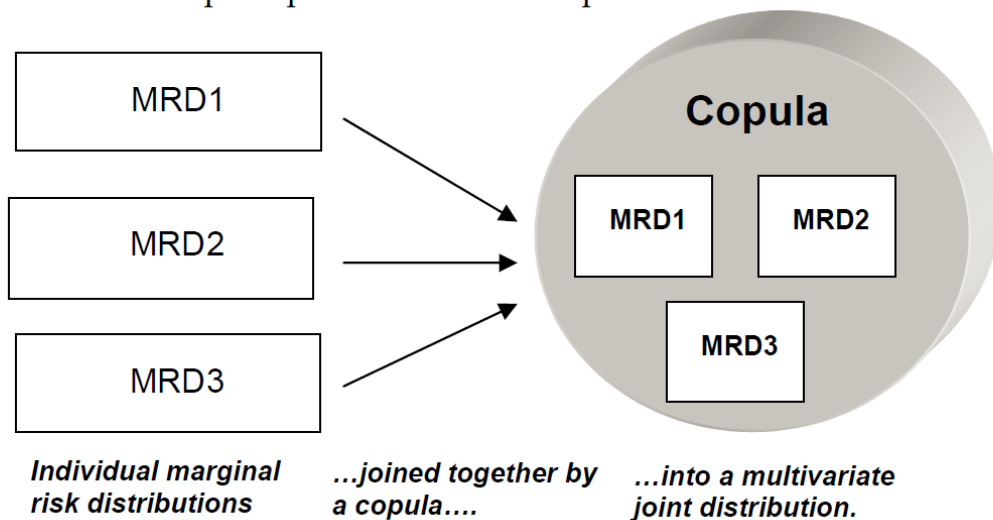 MRD1
MRD2
MRD3
Copula
MRD1
MRD2
MRD3
Individual marginal
risk distributions
…joined together by
a copula….
…into a multivariate
joint distribution.